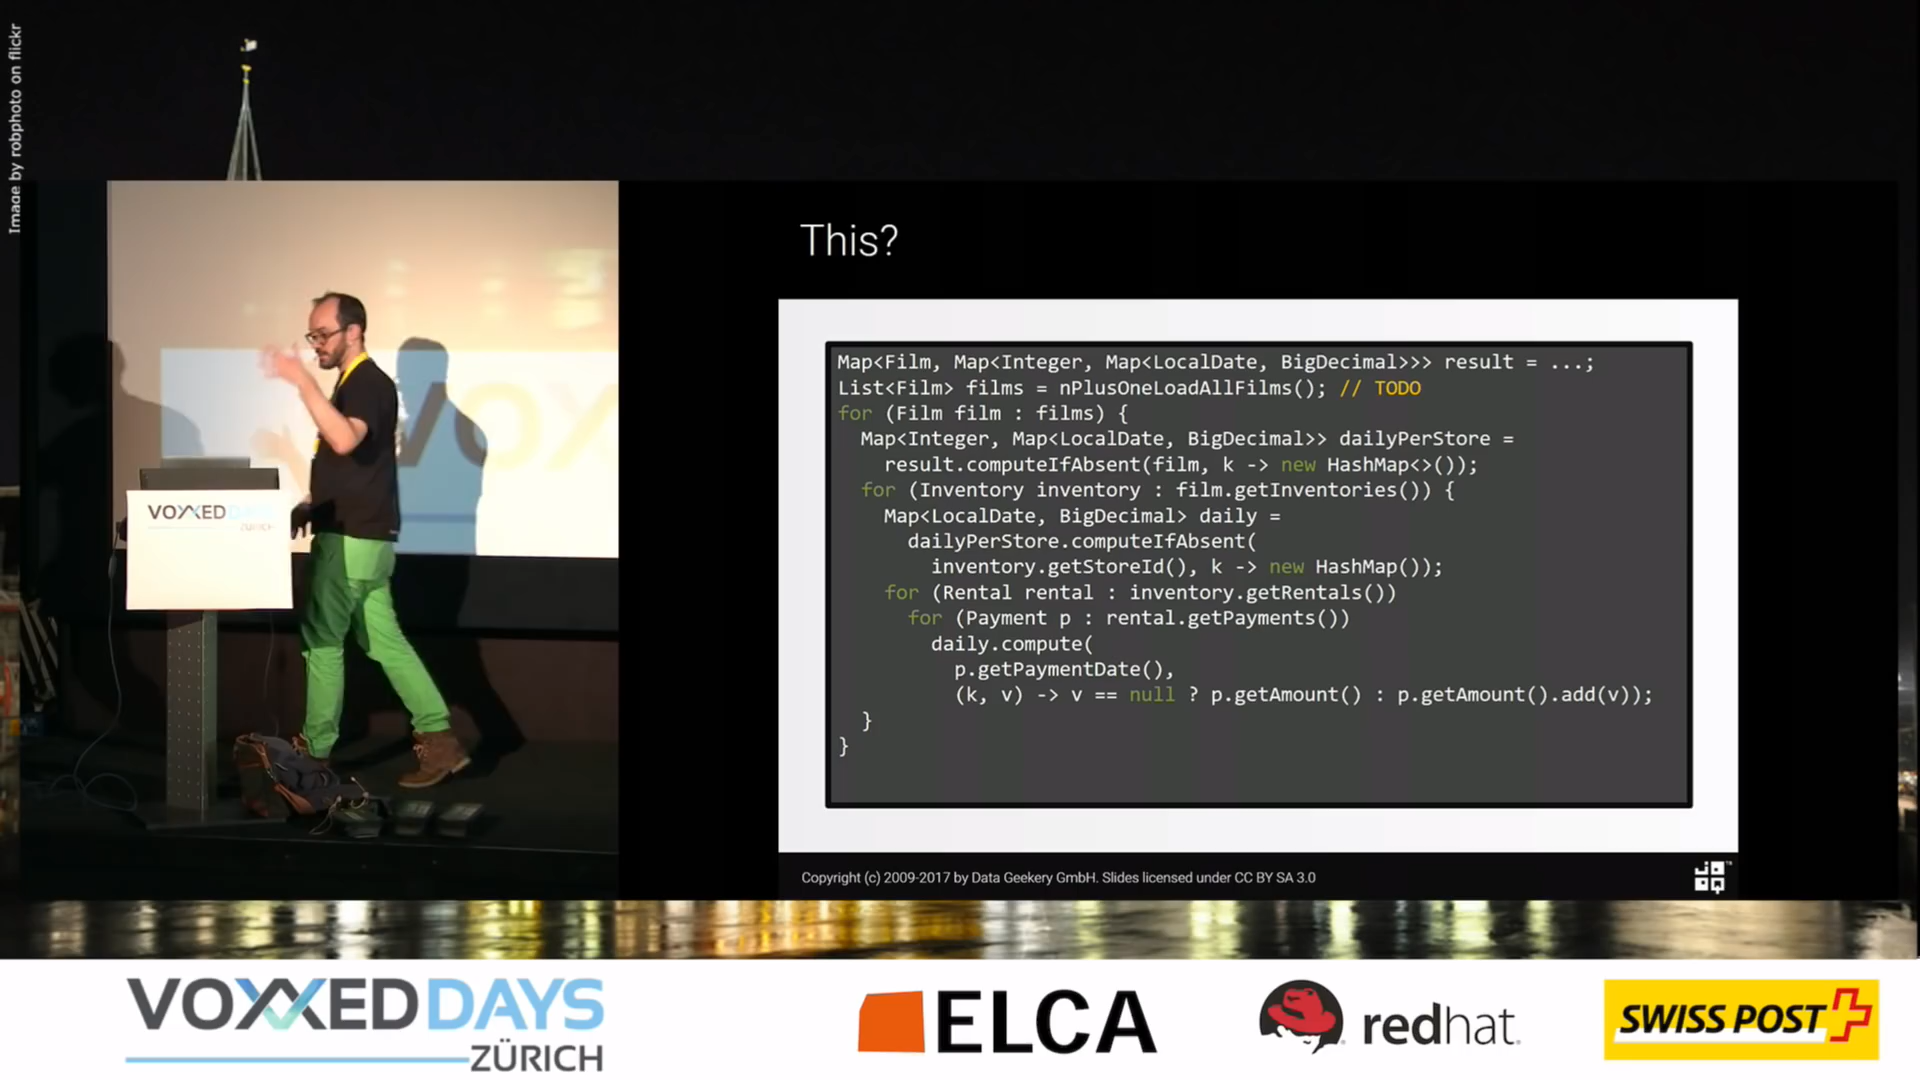 Image by robphoto on flickr
This?
Map<Film, Map<Integer, Map<LocalDate, BigDecimal>>> result = ...;
List<Film> films = nPlusOneLoadAllFilms(); // TODO
for (Film film : films) {
  Map<Integer, Map<LocalDate, BigDecimal>> dailyPerStore =
    result.computeIfAbsent(film, k -> new HashMap<>());
  for (Inventory inventory : film.getInventories()) {
    Map<LocalDate, BigDecimal> daily =
      dailyPerStore.computeIfAbsent(
        inventory.getStoreId(), k -> new HashMap());
    for (Rental rental : inventory.getRentals())
      for (Payment p : rental.getPayments())
        daily.compute(
          p.getPaymentDate(),
          (k, v) -> v == null ? p.getAmount() : p.getAmount().add(v));
  }
}
Copyright (c) 2009-2017 by Data Geekery GmbH. Slides licensed under CC BY SA 3.0
JOOQ™
VOXX
VOXXED DAYS
ZÜRICH
VOXXED DAYS
ZÜRICH
ELCA
redhat.
SWISS POST